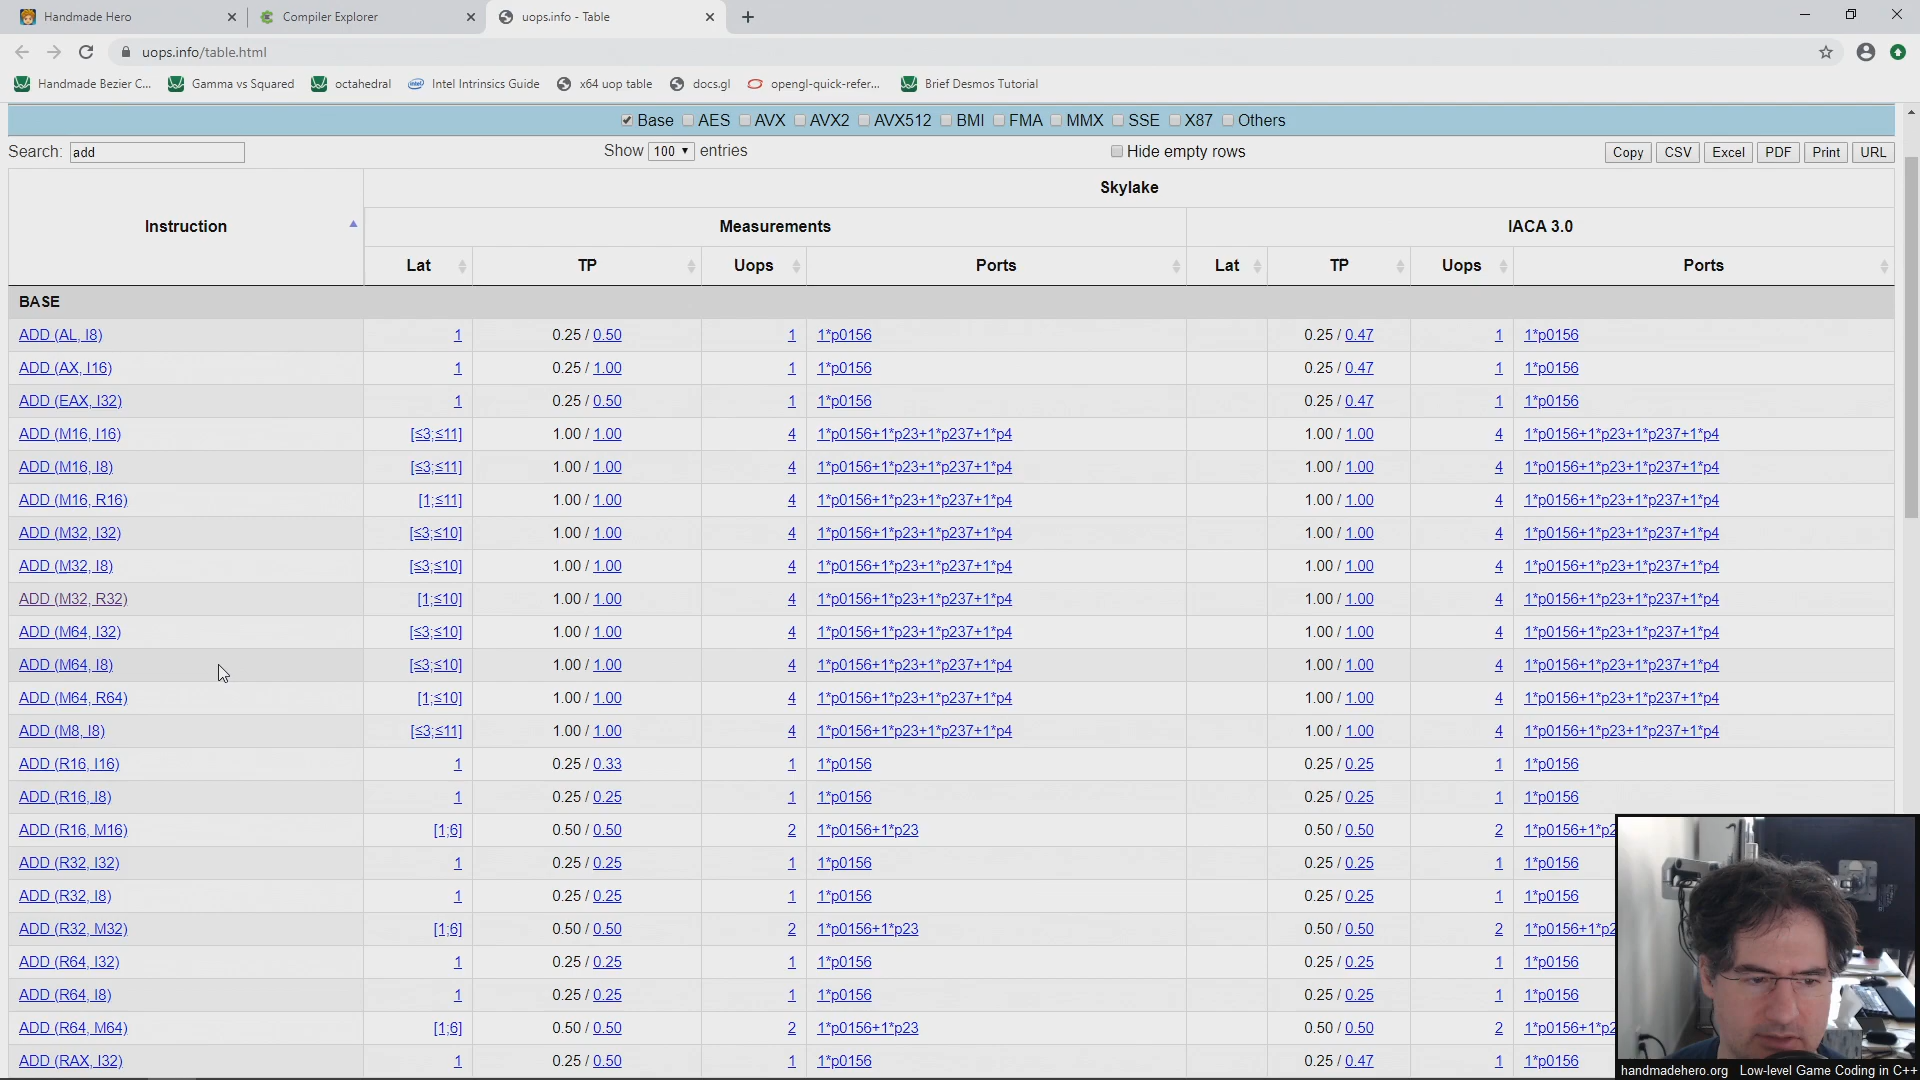 Handmade Hero
Compiler Explorer
uops.info - Table
uops.info/table.html
Handmade Bezier C...
Gamma vs Squared
octahedral
Intel Intrinsics Guide
x64 uop table
docs.gl
opengl-quick-refer...
Brief Desmos Tutorial
Base AES AVX AVX2 AVX512 BMI FMA MMX SSE X87 Others
Search: add Show 100 entries Hide empty rows Copy CSV Excel PDF Print URL
Skylake
Instruction Measurements IACA 3.0
Lat TP Uops Ports Lat TP Uops Ports
BASE
ADD (AL, I8) 1 0.25 / 0.50 1 1*p0156 0.25 / 0.47 1 1*p0156
ADD (AX, I16) 1 0.25 / 1.00 1 1*p0156 0.25 / 0.47 1 1*p0156
ADD (EAX, I32) 1 0.25 / 0.50 1 1*p0156 0.25 / 0.47 1 1*p0156
ADD (M16, I16) [≤3;≤11] 1.00 / 1.00 4 1*p0156+1*p23+1*p237+1*p4 1.00 / 1.00 4 1*p0156+1*p23+1*p237+1*p4
ADD (M16, I8) [≤3;≤11] 1.00 / 1.00 4 1*p0156+1*p23+1*p237+1*p4 1.00 / 1.00 4 1*p0156+1*p23+1*p237+1*p4
ADD (M16, R16) [1;≤11] 1.00 / 1.00 4 1*p0156+1*p23+1*p237+1*p4 1.00 / 1.00 4 1*p0156+1*p23+1*p237+1*p4
ADD (M32, I32) [≤3;≤10] 1.00 / 1.00 4 1*p0156+1*p23+1*p237+1*p4 1.00 / 1.00 4 1*p0156+1*p23+1*p237+1*p4
ADD (M32, I8) [≤3;≤10] 1.00 / 1.00 4 1*p0156+1*p23+1*p237+1*p4 1.00 / 1.00 4 1*p0156+1*p23+1*p237+1*p4
ADD (M32, R32) [1;≤10] 1.00 / 1.00 4 1*p0156+1*p23+1*p237+1*p4 1.00 / 1.00 4 1*p0156+1*p23+1*p237+1*p4
ADD (M64, I32) [≤3;≤10] 1.00 / 1.00 4 1*p0156+1*p23+1*p237+1*p4 1.00 / 1.00 4 1*p0156+1*p23+1*p237+1*p4
ADD (M64, I8) [≤3;≤10] 1.00 / 1.00 4 1*p0156+1*p23+1*p237+1*p4 1.00 / 1.00 4 1*p0156+1*p23+1*p237+1*p4
ADD (M64, R64) [1;≤10] 1.00 / 1.00 4 1*p0156+1*p23+1*p237+1*p4 1.00 / 1.00 4 1*p0156+1*p23+1*p237+1*p4
ADD (M8, I8) [≤3;≤11] 1.00 / 1.00 4 1*p0156+1*p23+1*p237+1*p4 1.00 / 1.00 4 1*p0156+1*p23+1*p237+1*p4
ADD (R16, I16) 1 0.25 / 0.33 1 1*p0156 0.25 / 0.25 1 1*p0156
ADD (R16, I8) 1 0.25 / 0.25 1 1*p0156 0.25 / 0.25 1 1*p0156
ADD (R16, M16) [1;6] 0.50 / 0.50 2 1*p0156+1*p23 0.50 / 0.50 2 1*p0156+1*p2
ADD (R32, I32) 1 0.25 / 0.25 1 1*p0156 0.25 / 0.25 1 1*p0156
ADD (R32, I8) 1 0.25 / 0.25 1 1*p0156 0.25 / 0.25 1 1*p0156
ADD (R32, M32) [1;6] 0.50 / 0.50 2 1*p0156+1*p23 0.50 / 0.50 2 1*p0156+1*p2
ADD (R64, I32) 1 0.25 / 0.25 1 1*p0156 0.25 / 0.25 1 1*p0156
ADD (R64, I8) 1 0.25 / 0.25 1 1*p0156 0.25 / 0.25 1 1*p0156
ADD (R64, M64) [1;6] 0.50 / 0.50 2 1*p0156+1*p23 0.50 / 0.50 2 1*p0156+1*p2
ADD (RAX, I32) 1 0.25 / 0.50 1 1*p0156 0.25 / 0.47 1 1*p0156
handmadehero.org Low-level Game Coding in C++